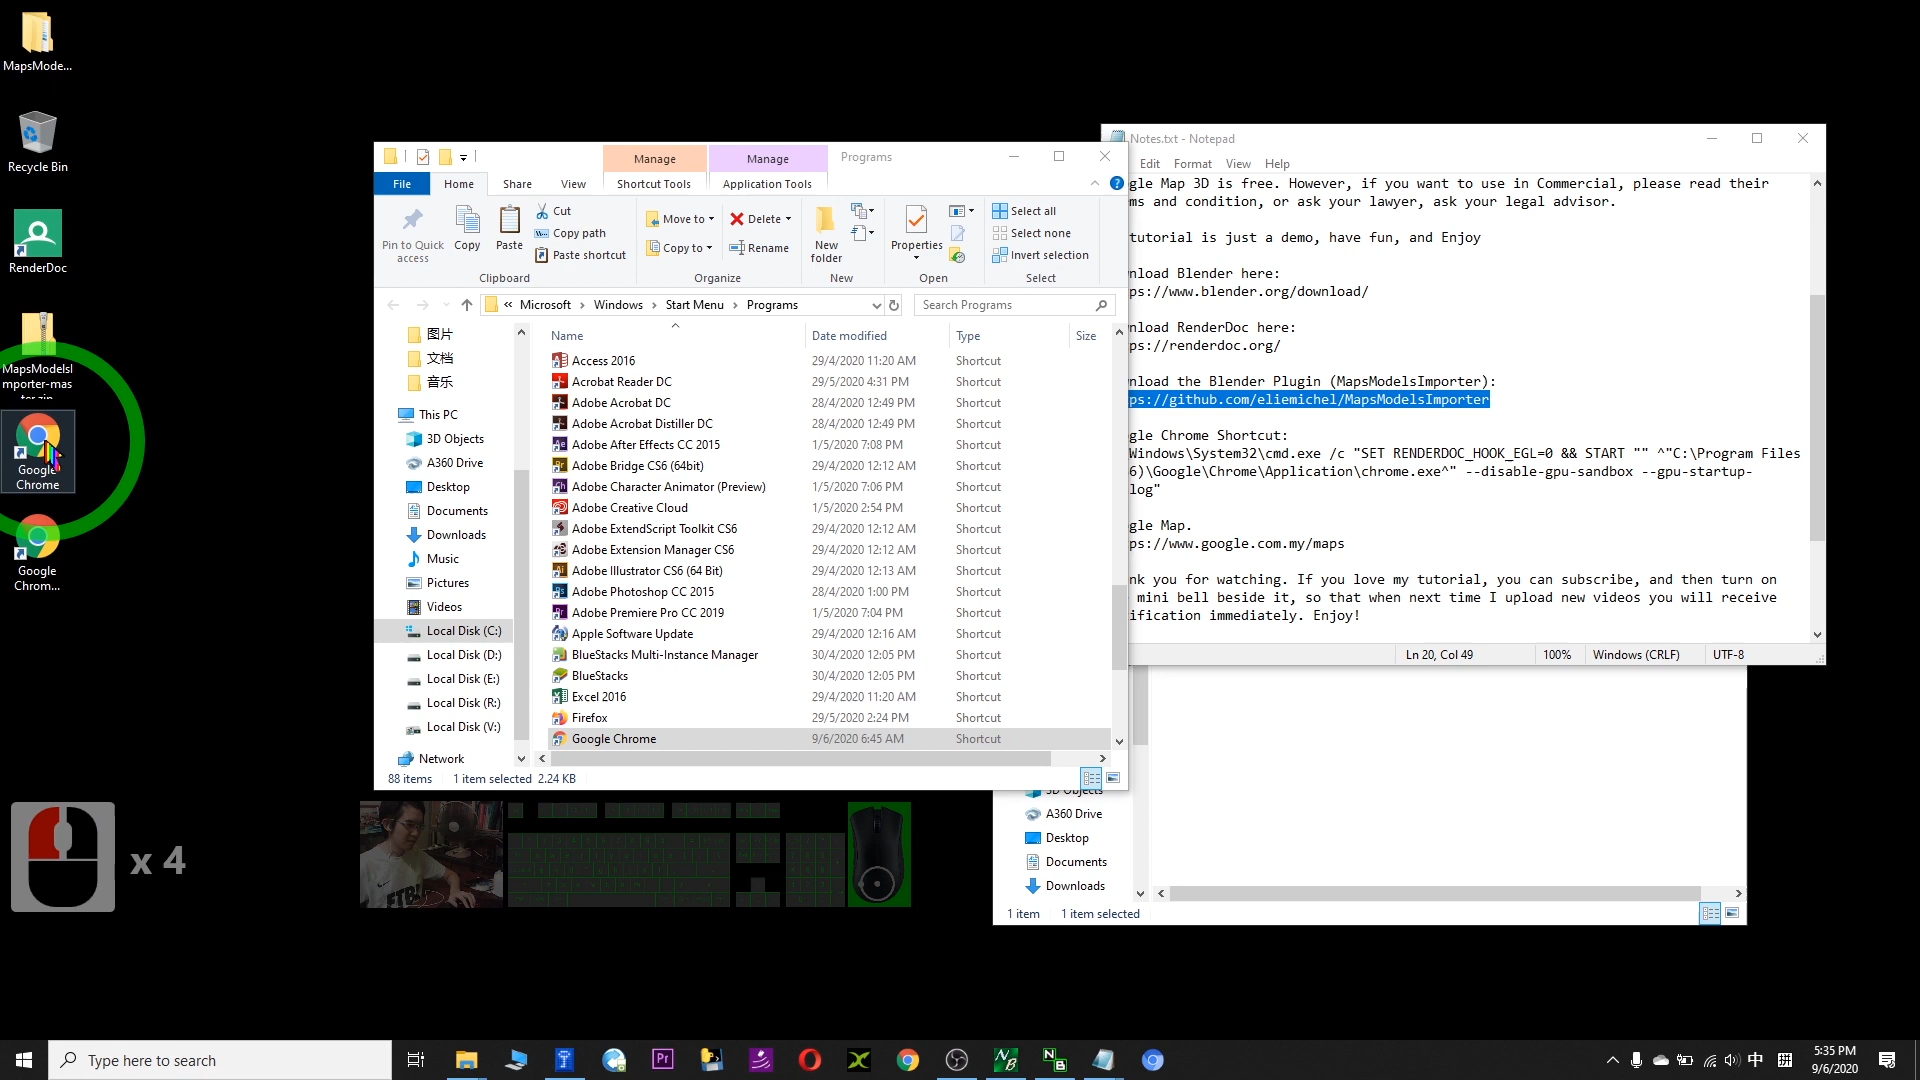 MapsMode...
Recycle Bin
RenderDoc
MapsModelsI
mporter-mas
ter.zip
Google
Chrome
Google
Chrom...
x 4
Manage
Manage
Programs
File
Home
Share
View
Shortcut Tools
Application Tools
Pin to Quick
access
Copy
Paste
Cut
Copy path
Paste shortcut
Clipboard
Move to
Copy to
Delete
Rename
Organize
New
folder
New
Properties
Open
Select all
Select none
Invert selection
Select
« Microsoft > Windows > Start Menu > Programs
Search Programs
图片
文档
音乐
This PC
3D Objects
A360 Drive
Desktop
Documents
Downloads
Music
Pictures
Videos
Local Disk (C:)
Local Disk (D:)
Local Disk (E:)
Local Disk (R:)
Local Disk (V:)
Network
Name Date modified Type Size
Access 2016 29/4/2020 11:20 AM Shortcut
Acrobat Reader DC 29/5/2020 4:31 PM Shortcut
Adobe Acrobat DC 28/4/2020 12:49 PM Shortcut
Adobe Acrobat Distiller DC 28/4/2020 12:49 PM Shortcut
Adobe After Effects CC 2015 1/5/2020 7:08 PM Shortcut
Adobe Bridge CS6 (64bit) 29/4/2020 12:12 AM Shortcut
Adobe Character Animator (Preview) 1/5/2020 7:06 PM Shortcut
Adobe Creative Cloud 1/5/2020 2:54 PM Shortcut
Adobe ExtendScript Toolkit CS6 29/4/2020 12:12 AM Shortcut
Adobe Extension Manager CS6 29/4/2020 12:12 AM Shortcut
Adobe Illustrator CS6 (64 Bit) 29/4/2020 12:13 AM Shortcut
Adobe Photoshop CC 2015 28/4/2020 1:00 PM Shortcut
Adobe Premiere Pro CC 2019 1/5/2020 7:04 PM Shortcut
Apple Software Update 29/4/2020 12:16 AM Shortcut
BlueStacks Multi-Instance Manager 30/4/2020 12:05 PM Shortcut
BlueStacks 30/4/2020 12:05 PM Shortcut
Excel 2016 29/4/2020 11:20 AM Shortcut
Firefox 29/5/2020 2:24 PM Shortcut
Google Chrome 9/6/2020 6:45 AM Shortcut
88 items 1 item selected 2.24 KB
Notes.txt - Notepad
Edit Format View Help
gle Map 3D is free. However, if you want to use in Commercial, please read their
ms and condition, or ask your lawyer, ask your legal advisor.
tutorial is just a demo, have fun, and Enjoy
nload Blender here:
ps://www.blender.org/download/
nload RenderDoc here:
ps://renderdoc.org/
nload the Blender Plugin (MapsModelsImporter):
ps://github.com/eliemichel/MapsModelsImporter
gle Chrome Shortcut:
Windows\System32\cmd.exe /c "SET RENDERDOC_HOOK_EGL=0 && START "" ^"C:\Program Files
6)\Google\Chrome\Application\chrome.exe^" --disable-gpu-sandbox --gpu-startup-
log"
gle Map.
ps://www.google.com.my/maps
nk you for watching. If you love my tutorial, you can subscribe, and then turn on
mini bell beside it, so that when next time I upload new videos you will receive
ification immediately. Enjoy!
Ln 20, Col 49 100% Windows (CRLF) UTF-8
3D Objects
A360 Drive
Desktop
Documents
Downloads
1 item 1 item selected
Type here to search
中
拼
5:35 PM
9/6/2020